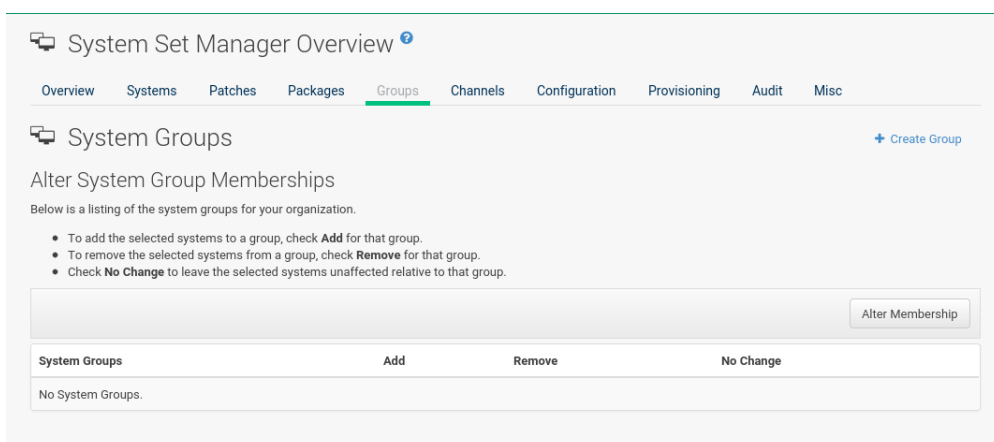 System Set Manager Overview ?
Overview Systems Patches Packages Groups Channels Configuration Provisioning Audit Misc
System Groups
+ Create Group
Alter System Group Memberships
Below is a listing of the system groups for your organization.
• To add the selected systems to a group, check Add for that group.
• To remove the selected systems from a group, check Remove for that group.
• Check No Change to leave the selected systems unaffected relative to that group.
Alter Membership
System Groups Add Remove No Change
No System Groups.